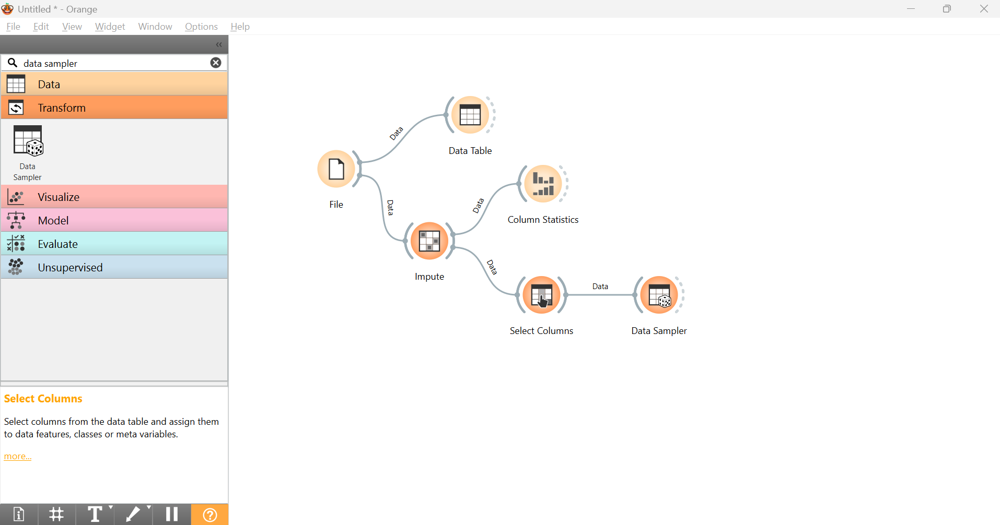 Untitled * - Orange
File Edit View Widget Window Options Help
«
data sampler
Data
Transform
Data
Sampler
Visualize
Model
Evaluate
Unsupervised
Select Columns
Select columns from the data table and assign them
to data features, classes or meta variables.
more...
T
?
Data
Data Table
File
Data
Data
Column Statistics
Impute
Data
Select Columns
Data
Data Sampler